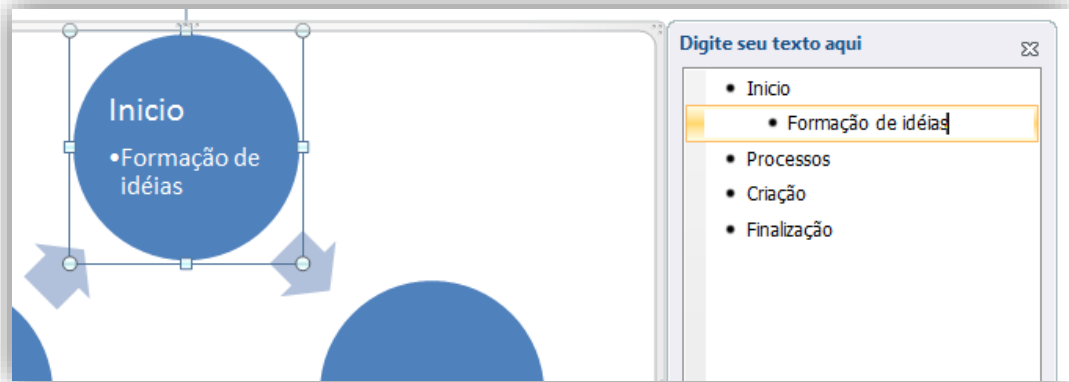 Inicio
•Formação de
idéias
Digite seu texto aqui
• Inicio
• Formação de idéias
• Processos
• Criação
• Finalização